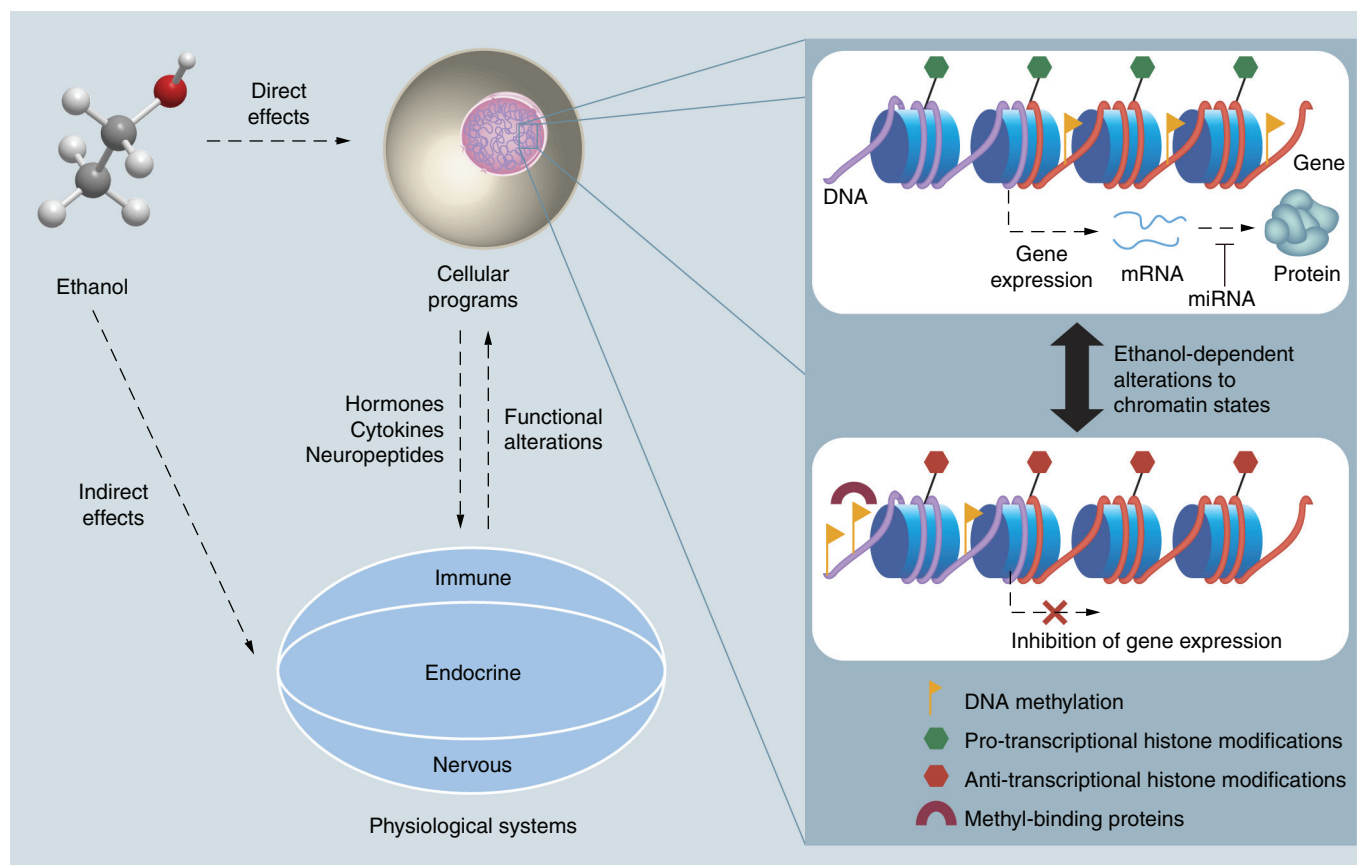 Direct
effects
Ethanol
Cellular
programs
Hormones
Cytokines
Neuropeptides
Functional
alterations
Indirect
effects
Immune
Endocrine
Nervous
Physiological systems
DNA
Gene
Gene
expression
mRNA
miRNA
Protein
Ethanol-dependent
alterations to
chromatin states
Inhibition of gene expression
DNA methylation
Pro-transcriptional histone modifications
Anti-transcriptional histone modifications
Methyl-binding proteins